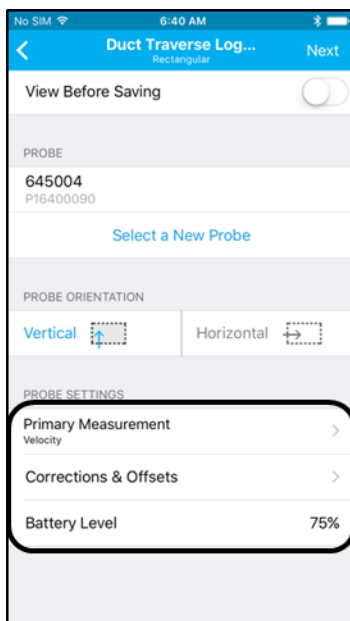 No SIM 6:40 AM
Duct Traverse Log...
Rectangular
Next
View Before Saving
PROBE
645004
P16400090
Select a New Probe
PROBE ORIENTATION
Vertical Horizontal
PROBE SETTINGS
Primary Measurement
Velocity
Corrections & Offsets
Battery Level 75%